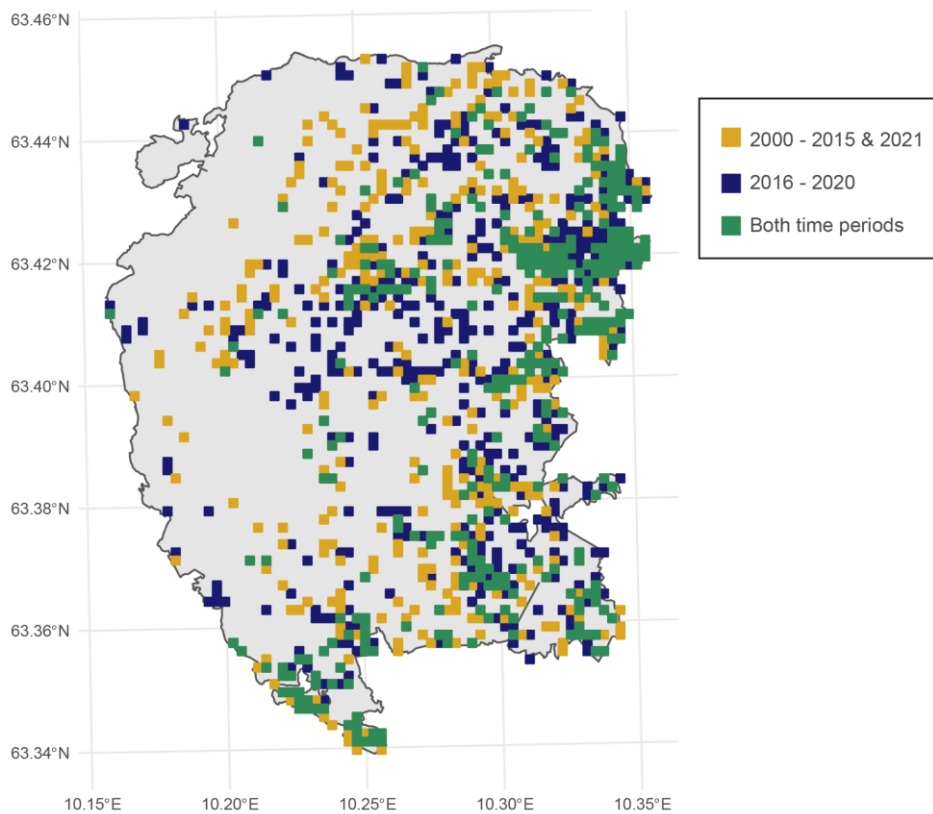 63.46°N
63.44°N
63.42°N
63.40°N
63.38°N
63.36°N
63.34°N
10.15°E 10.20°E 10.25°E 10.30°E 10.35°E
2000 - 2015 & 2021
2016 - 2020
Both time periods